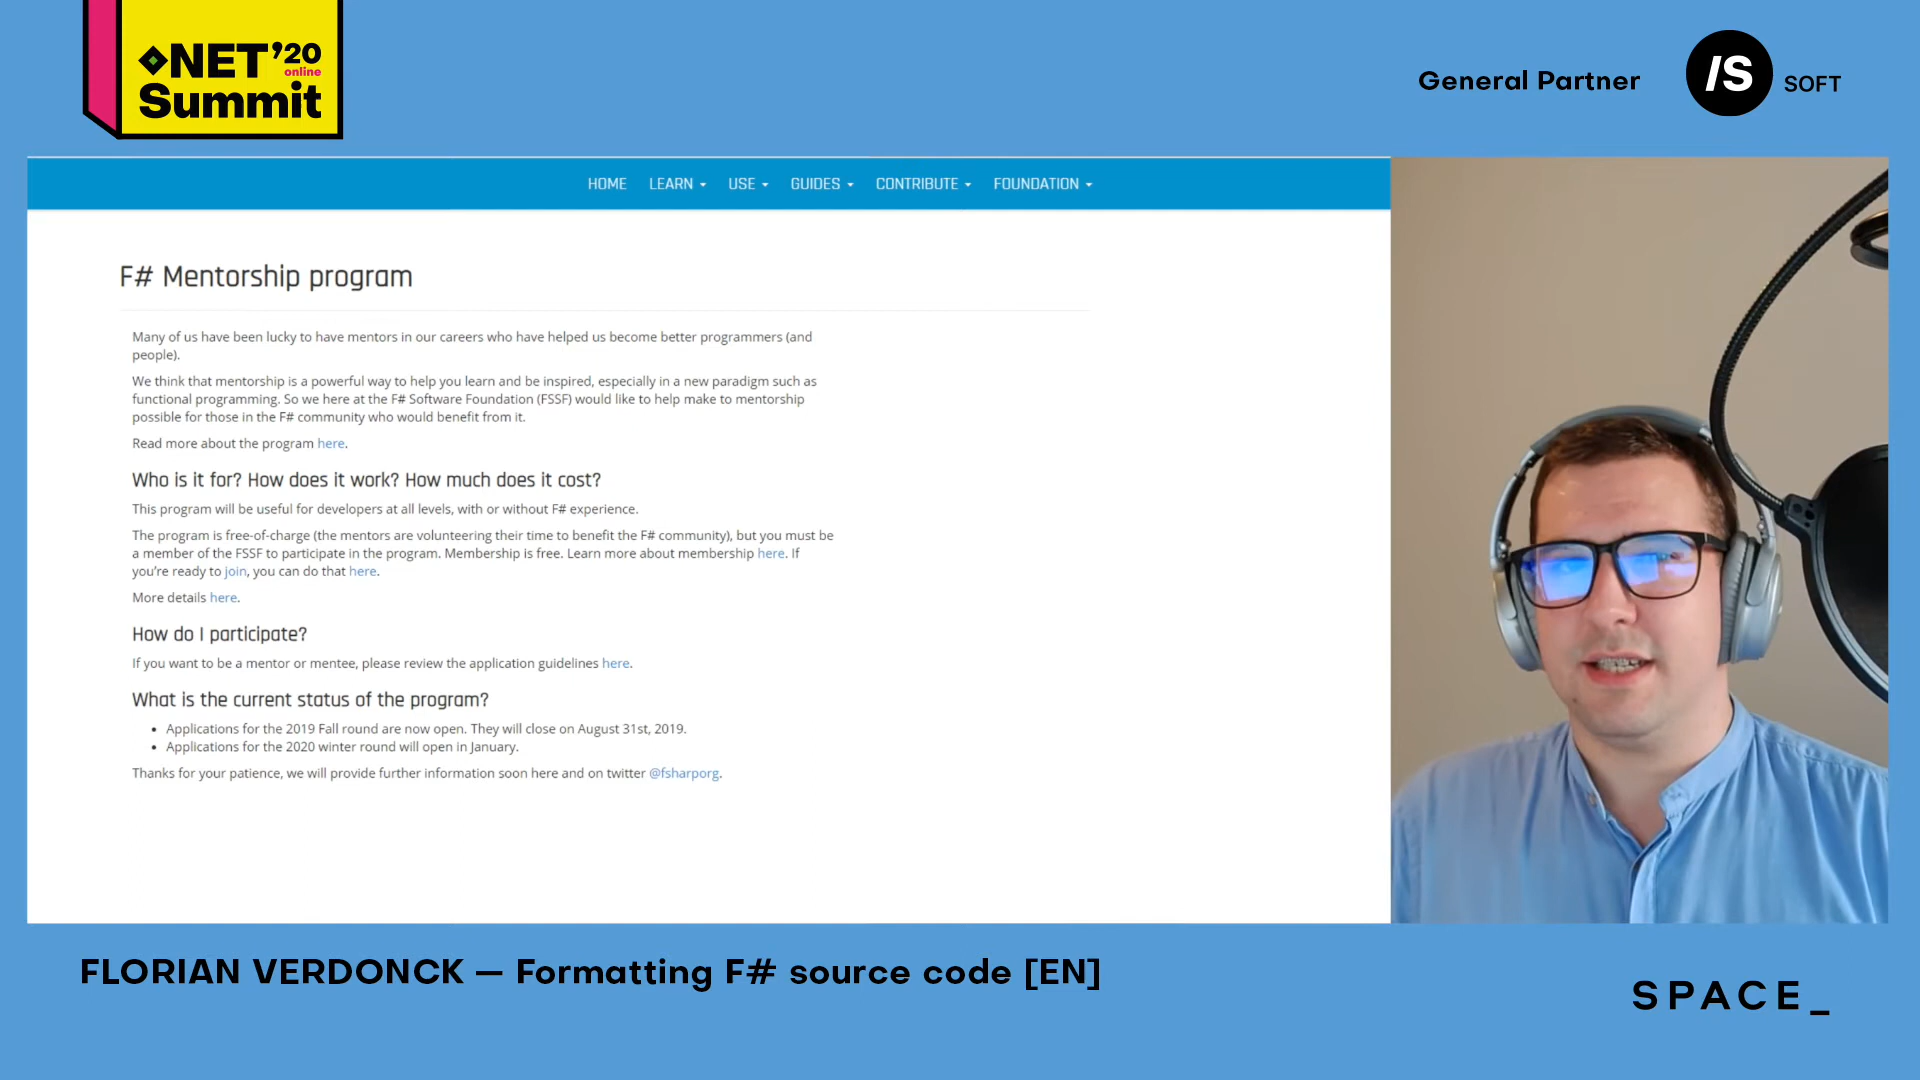 .NET '20
online
Summit
General Partner
/S SOFT
HOME LEARN USE GUIDES CONTRIBUTE FOUNDATION
F# Mentorship program
Many of us have been lucky to have mentors in our careers who have helped us become better programmers (and
people).
We think that mentorship is a powerful way to help you learn and be inspired, especially in a new paradigm such as
functional programming. So we here at the F# Software Foundation (FSSF) would like to help make to mentorship
possible for those in the F# community who would benefit from it.
Read more about the program here.
Who is it for? How does it work? How much does it cost?
This program will be useful for developers at all levels, with or without F# experience.
The program is free-of-charge (the mentors are volunteering their time to benefit the F# community), but you must be
a member of the FSSF to participate in the program. Membership is free. Learn more about membership here. If
you're ready to join, you can do that here.
More details here.
How do I participate?
If you want to be a mentor or mentee, please review the application guidelines here.
What is the current status of the program?
• Applications for the 2019 Fall round are now open. They will close on August 31st, 2019.
• Applications for the 2020 winter round will open in January.
Thanks for your patience, we will provide further information soon here and on twitter @fsharporg.
FLORIAN VERDONCK — Formatting F# source code [EN]
SPACE_